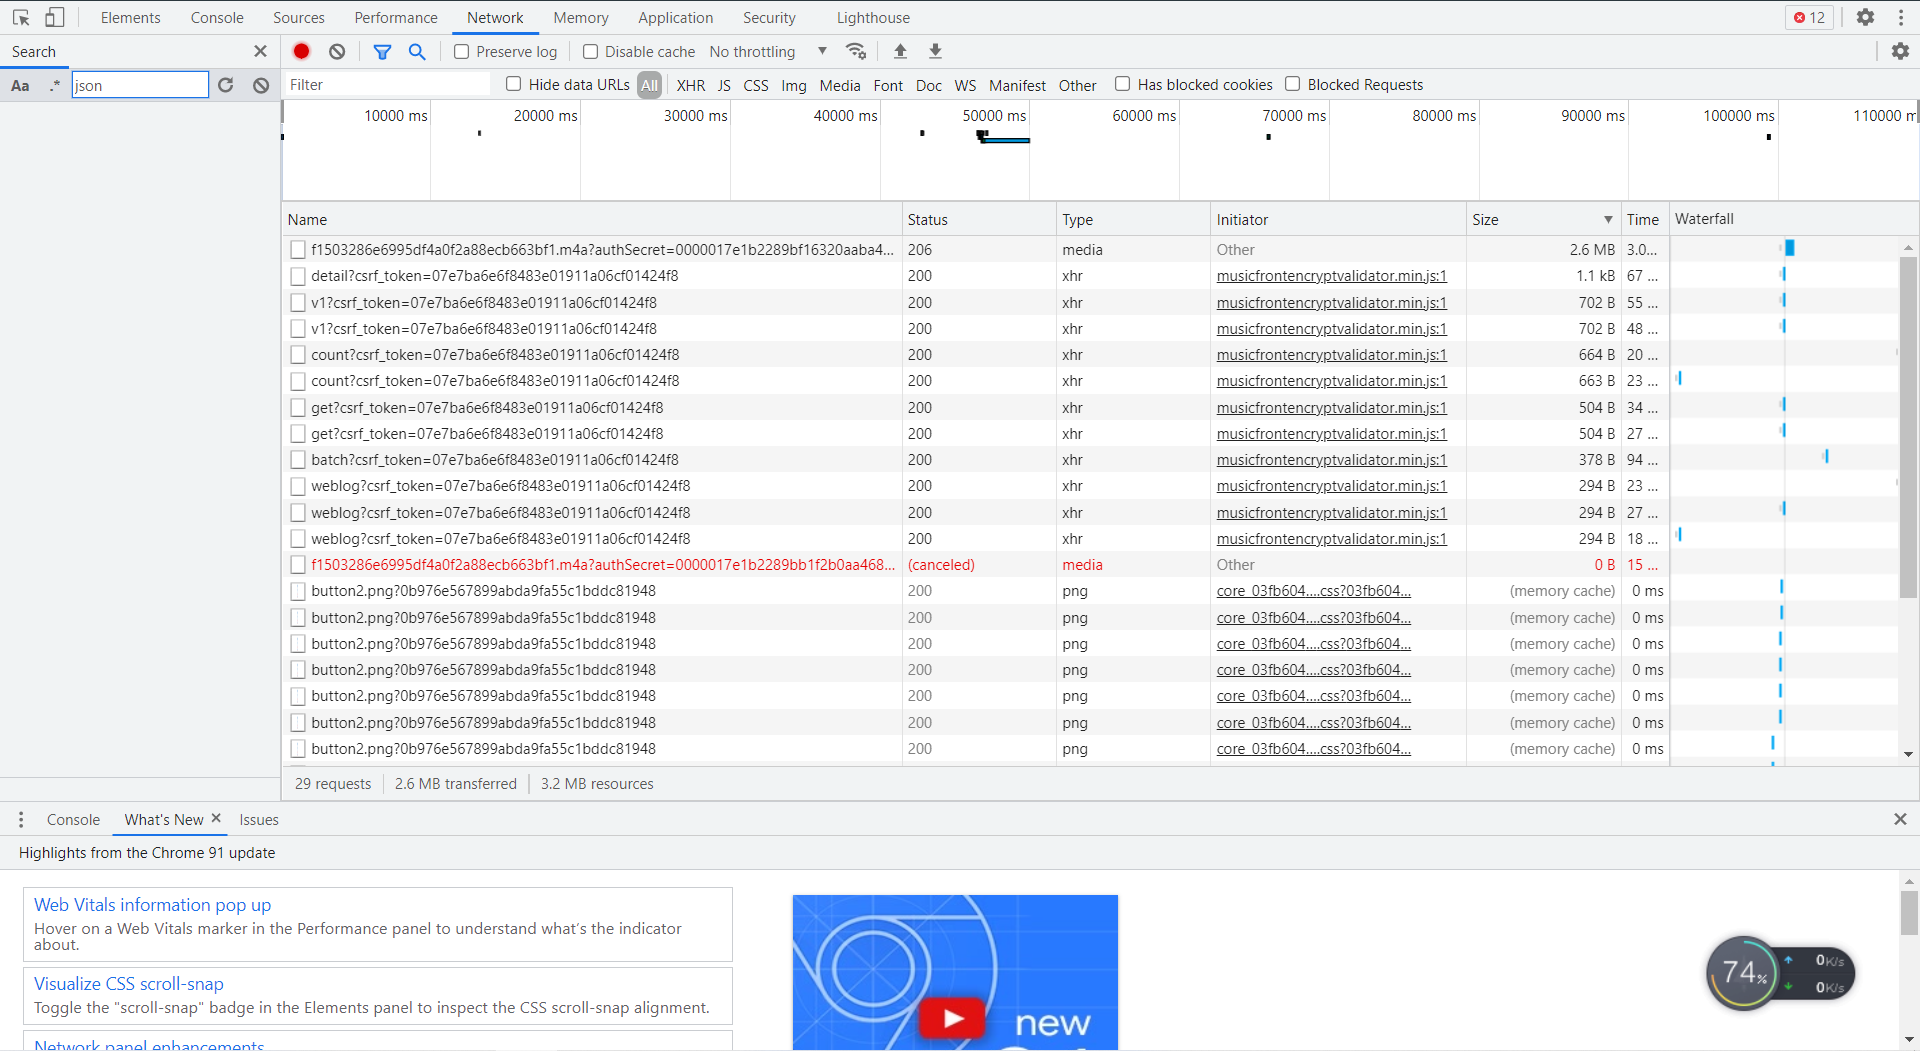 Elements Console Sources Performance Network Memory Application Security Lighthouse 12
Search
Preserve log Disable cache No throttling
Aa .* json
Filter Hide data URLs All XHR JS CSS Img Media Font Doc WS Manifest Other Has blocked cookies Blocked Requests
10000 ms 20000 ms 30000 ms 40000 ms 50000 ms 60000 ms 70000 ms 80000 ms 90000 ms 100000 ms 110000 m
Name Status Type Initiator Size Time Waterfall
f1503286e6995df4a0f2a88ecb663bf1.m4a?authSecret=0000017e1b2289bf16320aaba4... 206 media Other 2.6 MB 3.0...
detail?csrf_token=07e7ba6e6f8483e01911a06cf01424f8 200 xhr musicfrontencryptvalidator.min.js:1 1.1 kB 67 ...
v1?csrf_token=07e7ba6e6f8483e01911a06cf01424f8 200 xhr musicfrontencryptvalidator.min.js:1 702 B 55 ...
v1?csrf_token=07e7ba6e6f8483e01911a06cf01424f8 200 xhr musicfrontencryptvalidator.min.js:1 702 B 48 ...
count?csrf_token=07e7ba6e6f8483e01911a06cf01424f8 200 xhr musicfrontencryptvalidator.min.js:1 664 B 20 ...
count?csrf_token=07e7ba6e6f8483e01911a06cf01424f8 200 xhr musicfrontencryptvalidator.min.js:1 663 B 23 ...
get?csrf_token=07e7ba6e6f8483e01911a06cf01424f8 200 xhr musicfrontencryptvalidator.min.js:1 504 B 34 ...
get?csrf_token=07e7ba6e6f8483e01911a06cf01424f8 200 xhr musicfrontencryptvalidator.min.js:1 504 B 27 ...
batch?csrf_token=07e7ba6e6f8483e01911a06cf01424f8 200 xhr musicfrontencryptvalidator.min.js:1 378 B 94 ...
weblog?csrf_token=07e7ba6e6f8483e01911a06cf01424f8 200 xhr musicfrontencryptvalidator.min.js:1 294 B 23 ...
weblog?csrf_token=07e7ba6e6f8483e01911a06cf01424f8 200 xhr musicfrontencryptvalidator.min.js:1 294 B 27 ...
weblog?csrf_token=07e7ba6e6f8483e01911a06cf01424f8 200 xhr musicfrontencryptvalidator.min.js:1 294 B 18 ...
f1503286e6995df4a0f2a88ecb663bf1.m4a?authSecret=0000017e1b2289bb1f2b0aa468... (canceled) media Other 0 B 15 ...
button2.png?0b976e567899abda9fa55c1bddc81948 200 png core_03fb604....css?03fb604... (memory cache) 0 ms
button2.png?0b976e567899abda9fa55c1bddc81948 200 png core_03fb604....css?03fb604... (memory cache) 0 ms
button2.png?0b976e567899abda9fa55c1bddc81948 200 png core_03fb604....css?03fb604... (memory cache) 0 ms
button2.png?0b976e567899abda9fa55c1bddc81948 200 png core_03fb604....css?03fb604... (memory cache) 0 ms
button2.png?0b976e567899abda9fa55c1bddc81948 200 png core_03fb604....css?03fb604... (memory cache) 0 ms
button2.png?0b976e567899abda9fa55c1bddc81948 200 png core_03fb604....css?03fb604... (memory cache) 0 ms
button2.png?0b976e567899abda9fa55c1bddc81948 200 png core_03fb604....css?03fb604... (memory cache) 0 ms
29 requests 2.6 MB transferred 3.2 MB resources
Console What's New Issues
Highlights from the Chrome 91 update
Web Vitals information pop up
Hover on a Web Vitals marker in the Performance panel to understand what's the indicator
about.
Visualize CSS scroll-snap
Toggle the "scroll-snap" badge in the Elements panel to inspect the CSS scroll-snap alignment.
Network panel enhancements
new
74% 0K/s
0K/s